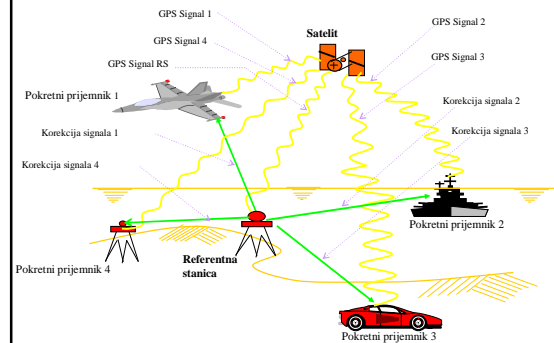 GPS Signal 1
GPS Signal 2
Satelit
GPS Signal 4
GPS Signal 3
GPS Signal RS
Pokretni prijemnik 1
Korekcija signala 2
Korekcija signala 1
Korekcija signala 3
Korekcija signala 4
Pokretni prijemnik 2
Referentna
stanica
Pokretni prijemnik 4
Pokretni prijemnik 3